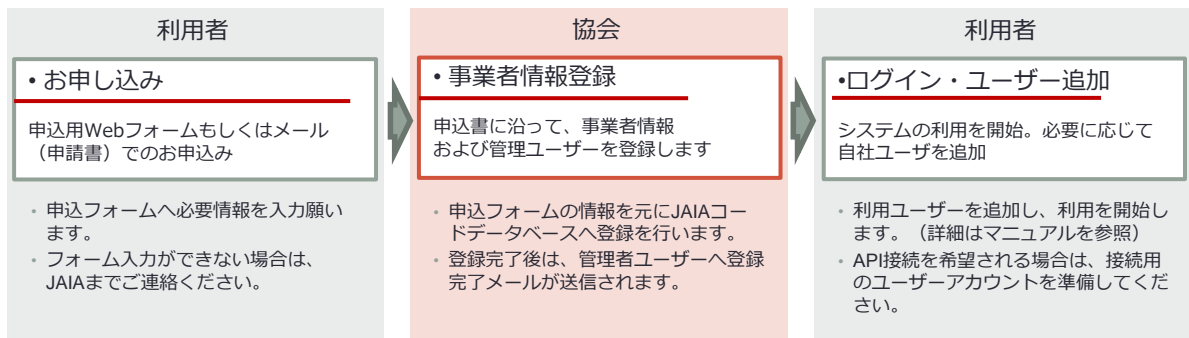 利用者
• お申し込み
申込用Webフォームもしくはメール
（申請書）でのお申込み
• 申込フォームへ必要情報を入力願い
ます。
• フォーム入力ができない場合は、
JAIAまでご連絡ください。
協会
• 事業者情報登録
申込書に沿って、事業者情報
および管理ユーザーを登録します
• 申込フォームの情報を元にJAIAコー
ドデータベースへ登録を行います。
• 登録完了後は、管理者ユーザーへ登録
完了メールが送信されます。
利用者
•ログイン・ユーザー追加
システムの利用を開始。必要に応じて
自社ユーザを追加
• 利用ユーザーを追加し、利用を開始し
ます。（詳細はマニュアルを参照）
• API接続を希望される場合は、接続用
のユーザーアカウントを準備してくだ
さい。